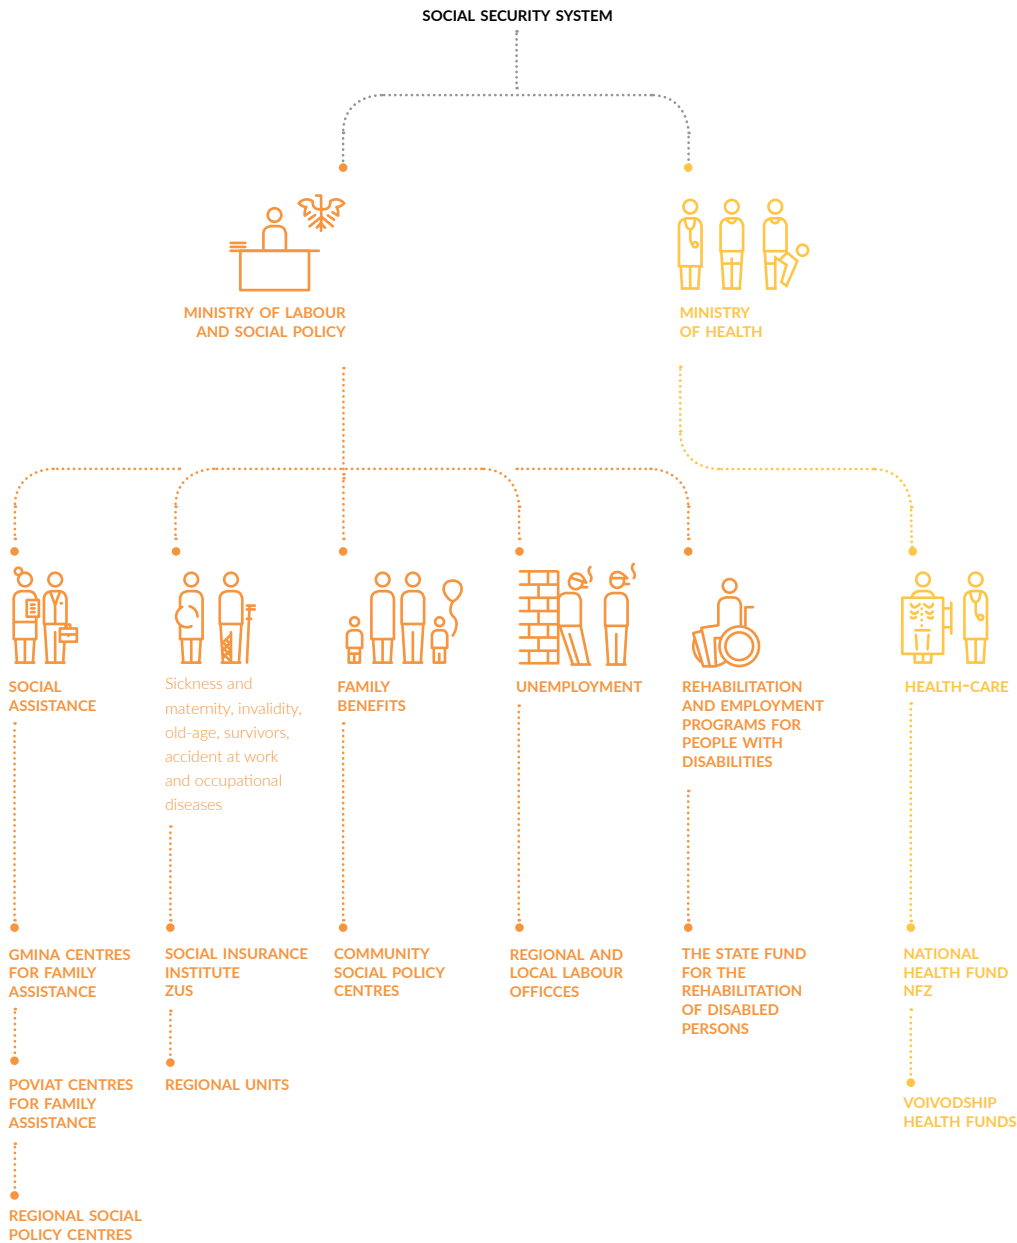 SOCIAL SECURITY SYSTEM
MINISTRY OF LABOUR
AND SOCIAL POLICY
MINISTRY
OF HEALTH
SOCIAL
ASSISTANCE
Sickness and
maternity, invalidity,
old-age, survivors,
accident at work
and occupational
diseases
FAMILY
BENEFITS
UNEMPLOYMENT
REHABILITATION
AND EMPLOYMENT
PROGRAMS FOR
PEOPLE WITH
DISABILITIES
HEALTH-CARE
GMINA CENTRES
FOR FAMILY
ASSISTANCE
SOCIAL INSURANCE
INSTITUTE
ZUS
COMMUNITY
SOCIAL POLICY
CENTRES
REGIONAL AND
LOCAL LABOUR
OFFICCES
THE STATE FUND
FOR THE
REHABILITATION
OF DISABLED
PERSONS
NATIONAL
HEALTH FUND
NFZ
POVIAT CENTRES
FOR FAMILY
ASSISTANCE
REGIONAL UNITS
VOIVODSHIP
HEALTH FUNDS
REGIONAL SOCIAL
POLICY CENTRES